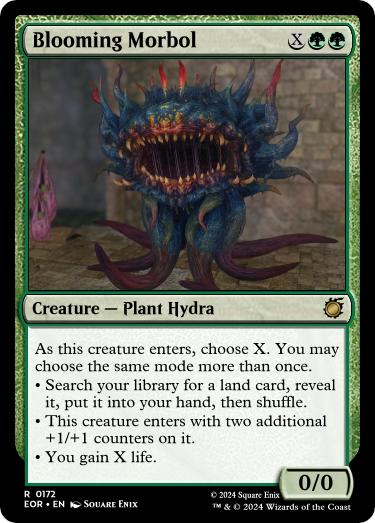 Blooming Morbol X
Creature — Plant Hydra
As this creature enters, choose X. You may
choose the same mode more than once.
• Search your library for a land card, reveal
it, put it into your hand, then shuffle.
• This creature enters with two additional
+1/+1 counters on it.
• You gain X life.
0/0
R 0172
EOR • EN SQUARE ENIX
© 2024 Square Enix
™ & © 2024 Wizards of the Coast